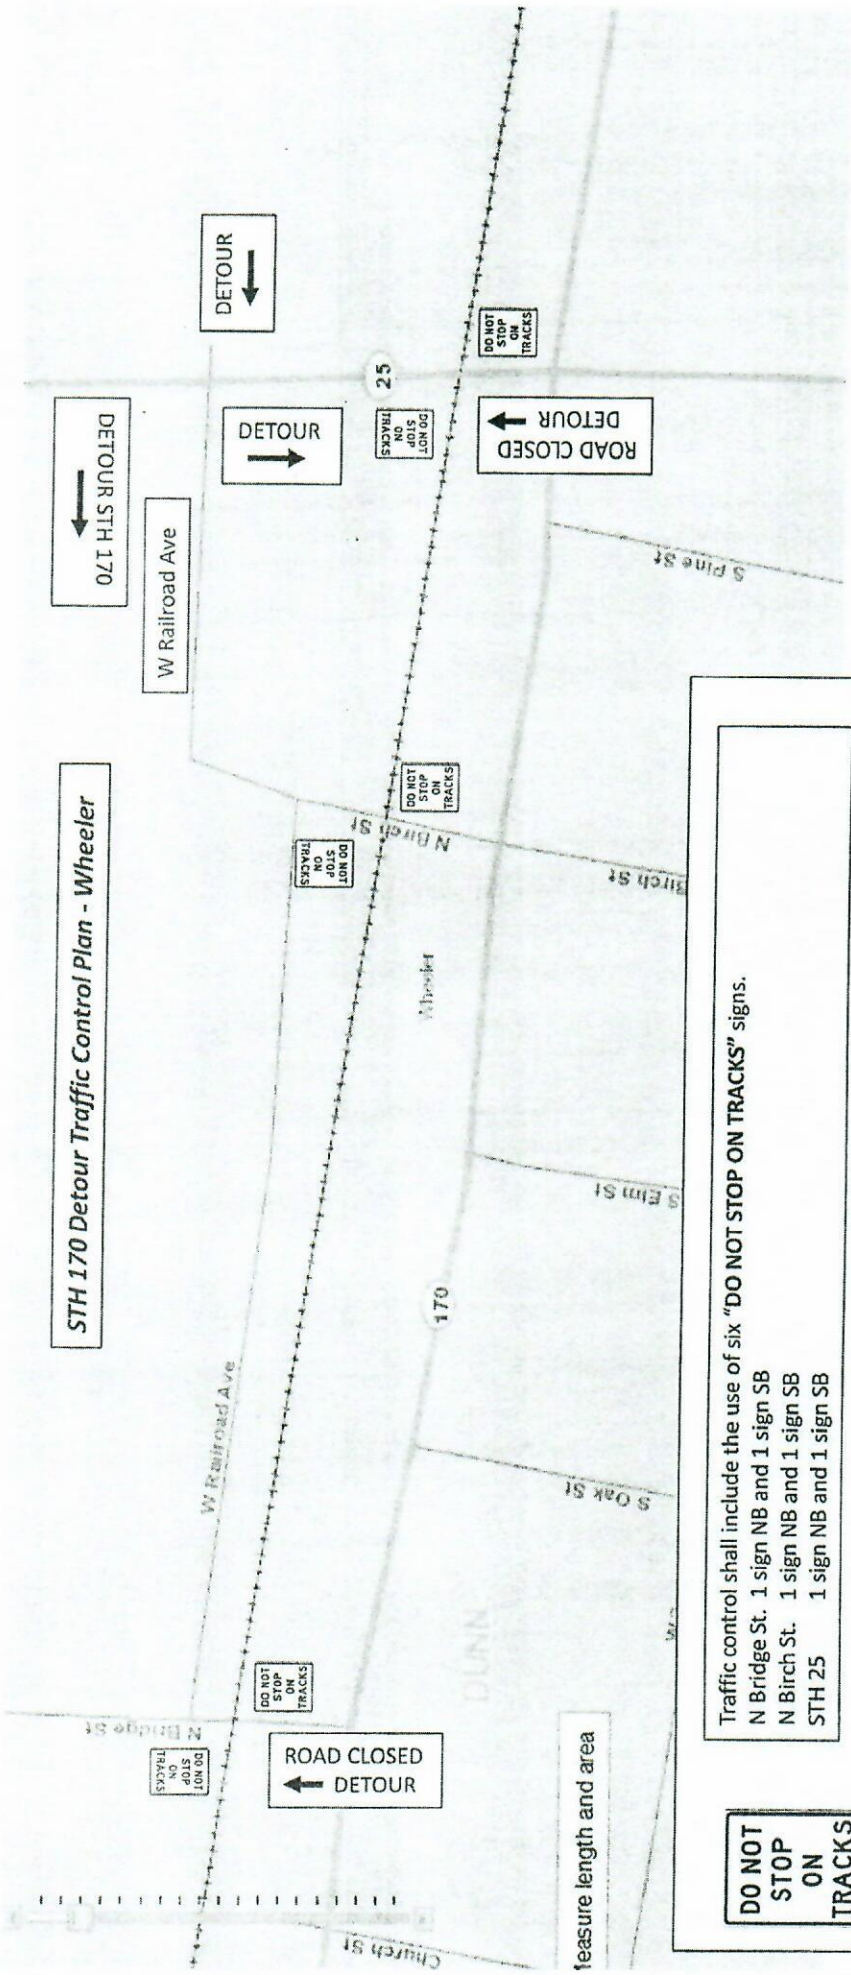 STH 170 Detour Traffic Control Plan - Wheeler
DETOUR STH 170
W Railroad Ave
DETOUR
DETOUR
25
DO NOT
STOP
ON
TRACKS
DO NOT
STOP
ON
TRACKS
ROAD CLOSED
DETOUR
S Pine St
DO NOT
STOP
ON
TRACKS
N Birch St
DO NOT
STOP
ON
TRACKS
Birch St
Wheeler
S Elm St
170
W Railroad Ave
S Oak St
DUNN
N Bridge St
DO NOT
STOP
ON
TRACKS
DO NOT
STOP
ON
TRACKS
ROAD CLOSED
DETOUR
Church St
Measure length and area
Traffic control shall include the use of six "DO NOT STOP ON TRACKS" signs.
N Bridge St. 1 sign NB and 1 sign SB
N Birch St. 1 sign NB and 1 sign SB
STH 25 1 sign NB and 1 sign SB
DO NOT
STOP
ON
TRACKS